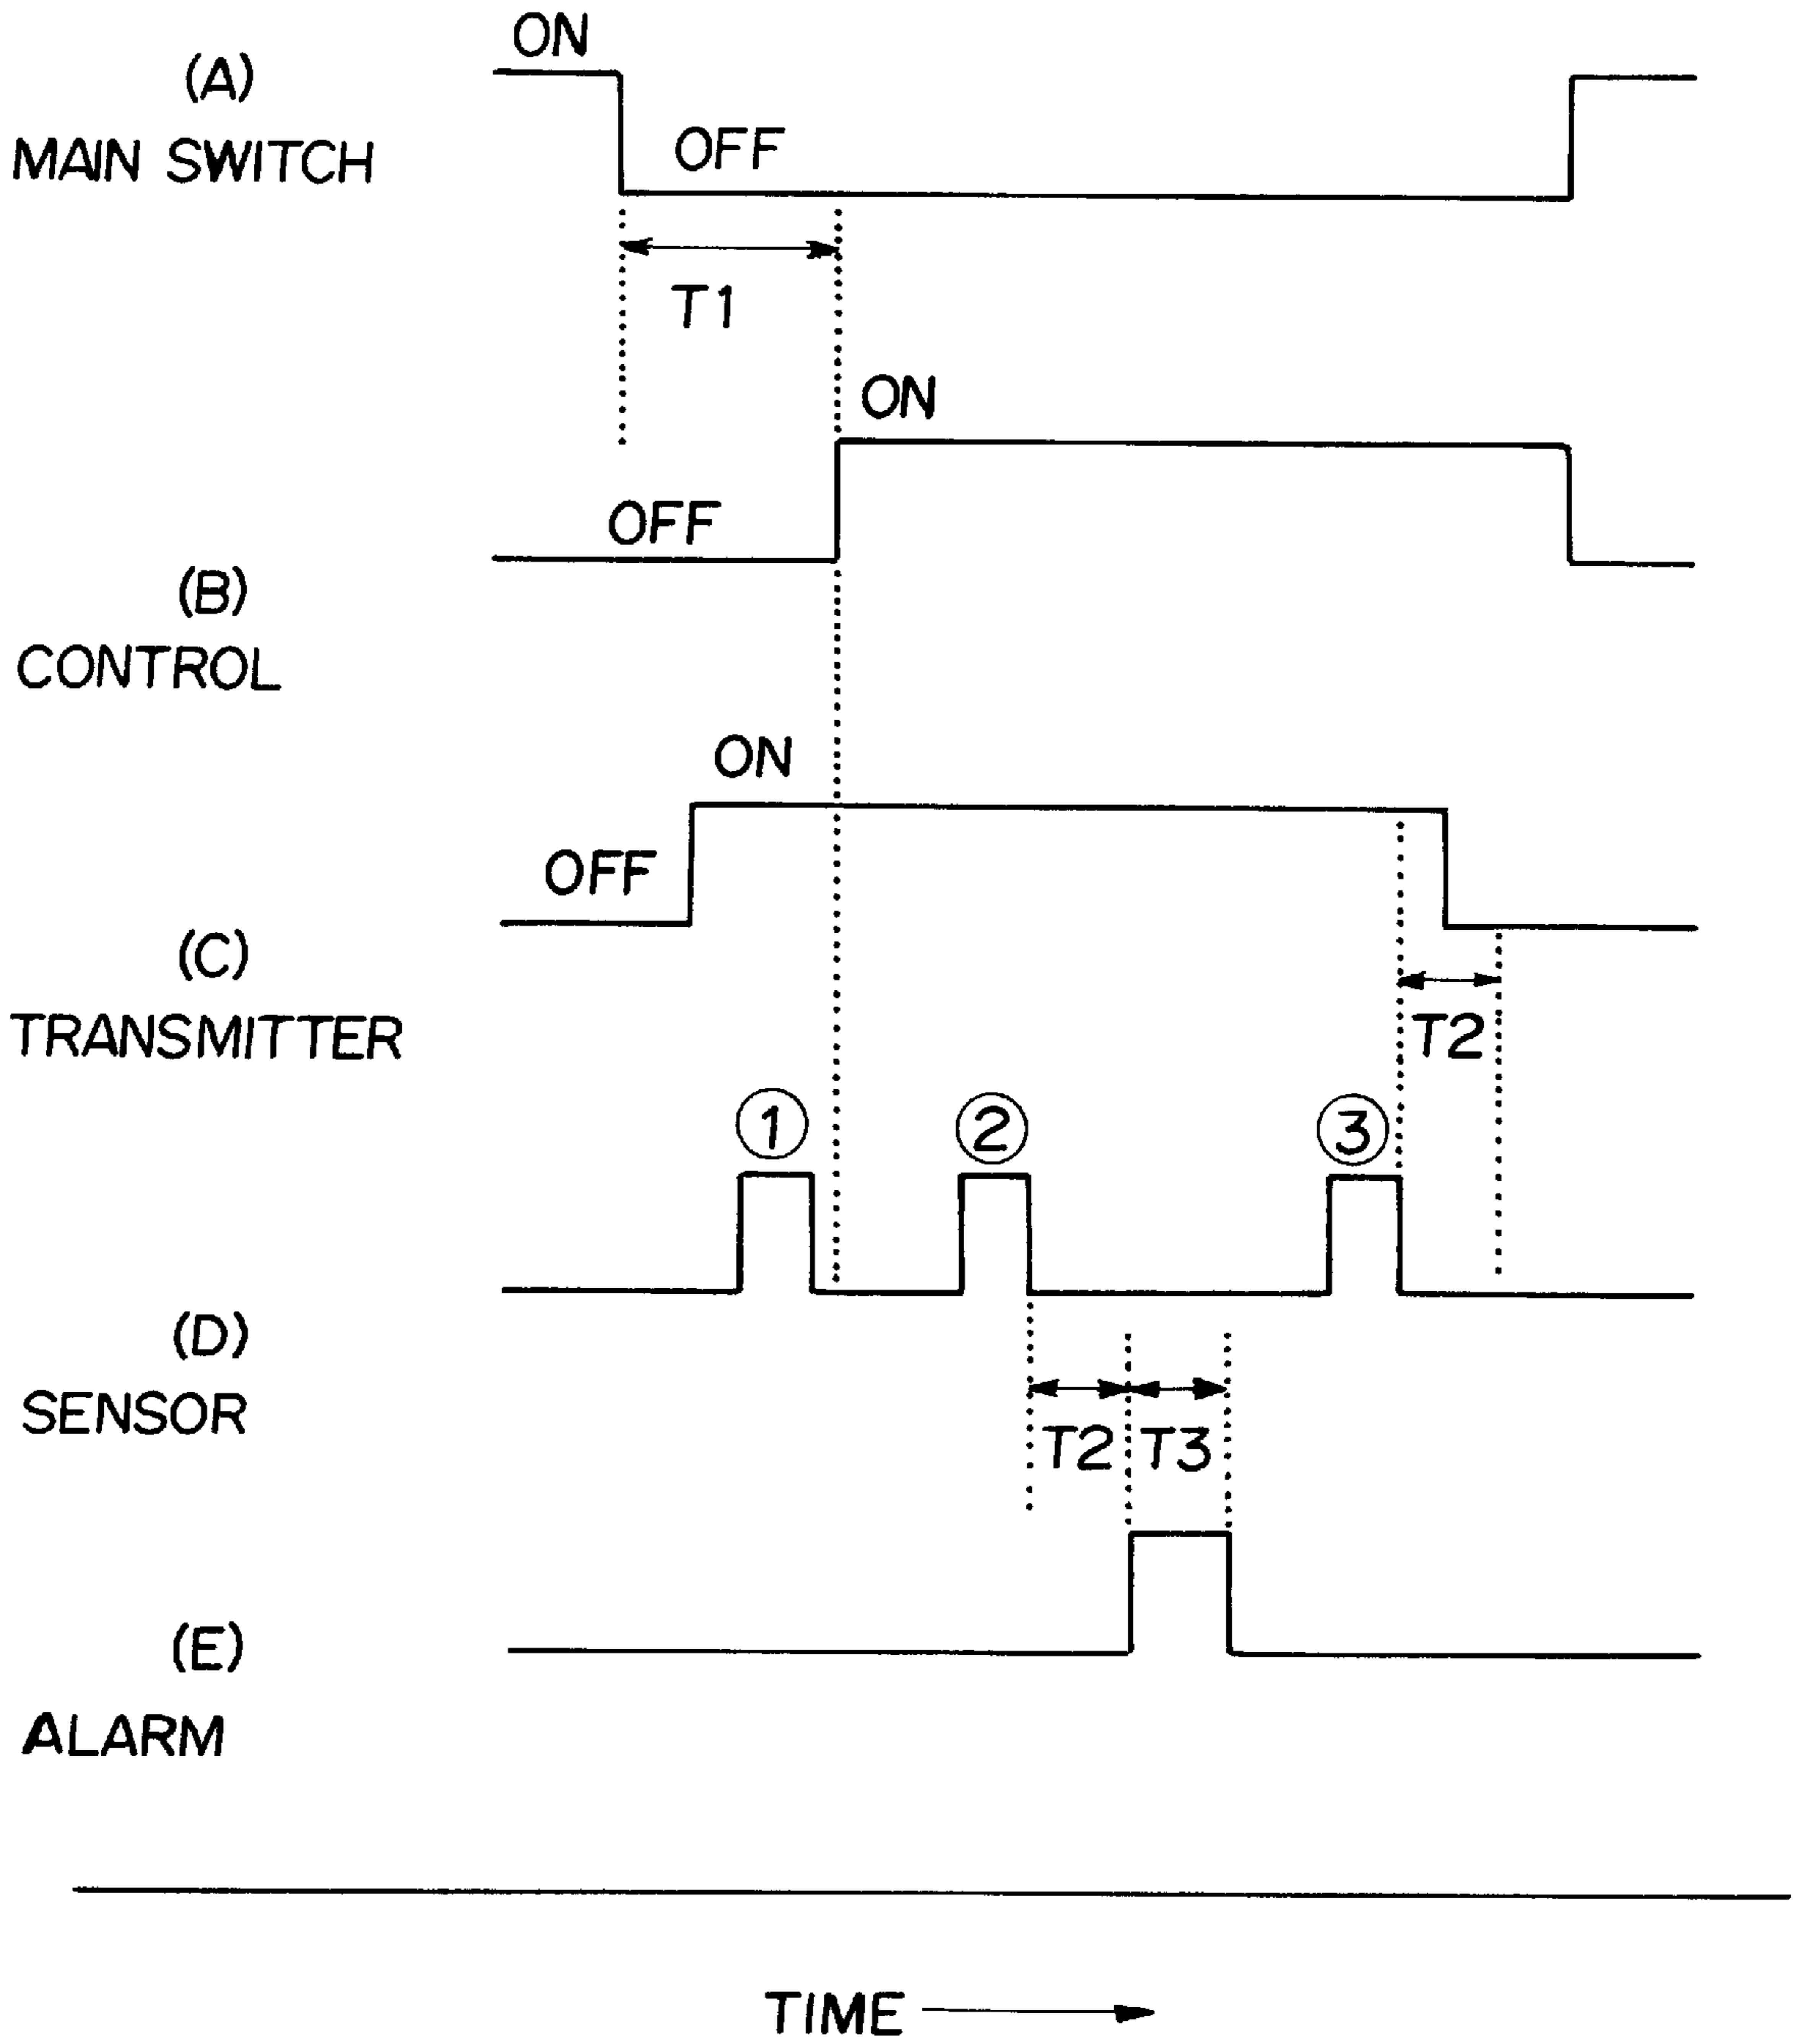 ON
(A)
MAIN SWITCH
OFF
T1
ON
OFF
(B)
CONTROL
ON
OFF
(C)
TRANSMITTER
T2
① ② ③
(D)
SENSOR
T2 T3
(E)
ALARM
TIME